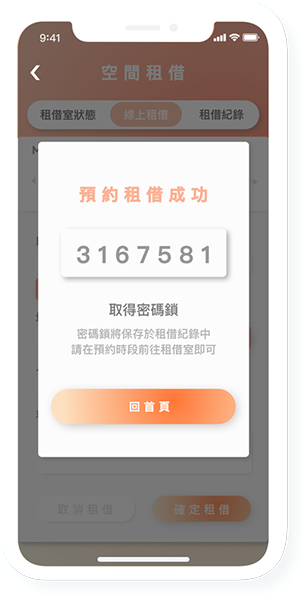 9:41
空間租借
租借室狀態
線上租借
租借紀錄
預約租借成功
3167581
取得密碼鎖
密碼鎖將保存於租借紀錄中
請在預約時段前往租借室即可
回首頁
取消租借
確定租借